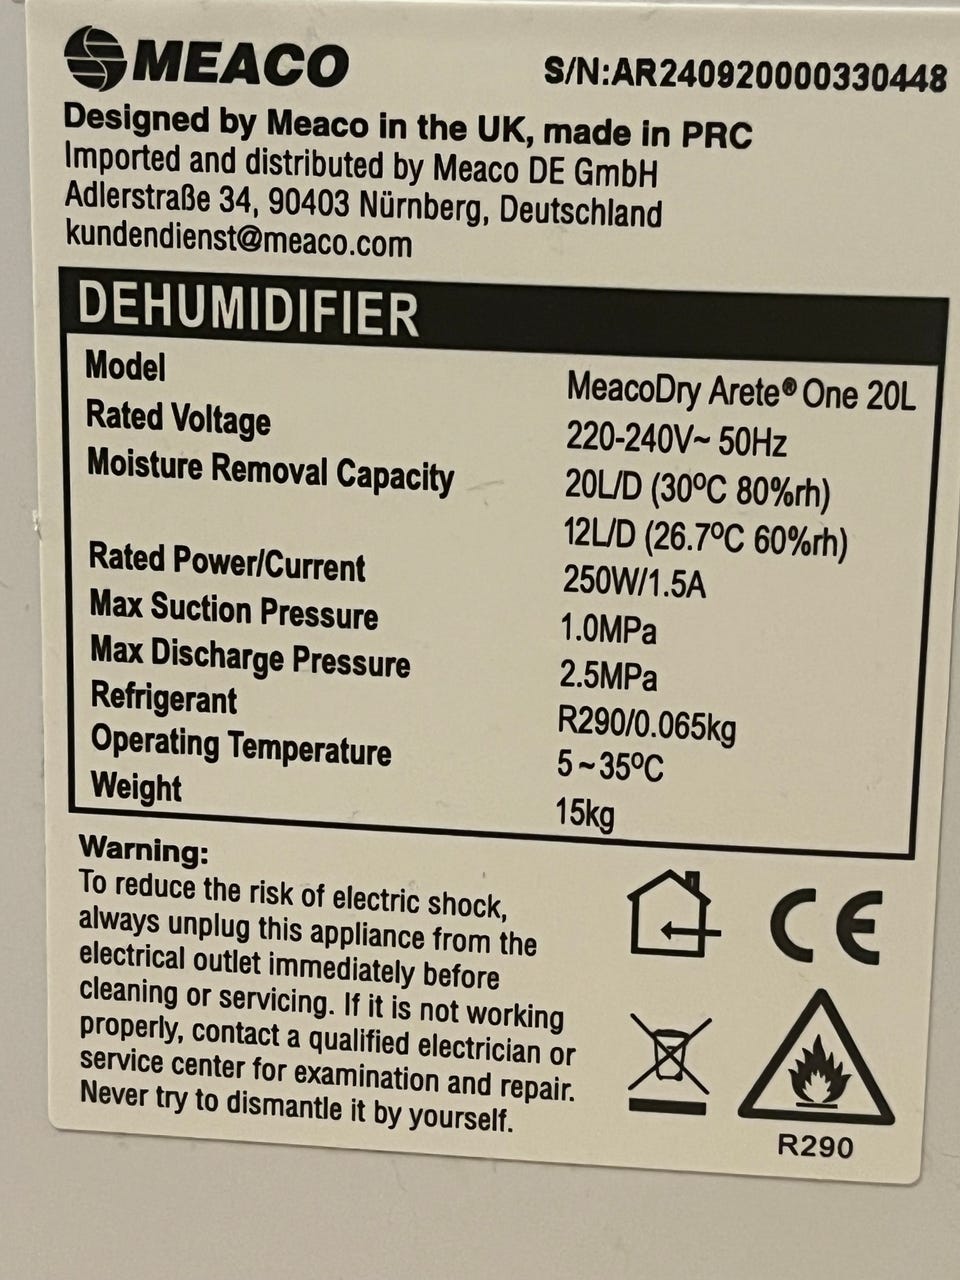 MEACO
S/N:AR240920000330448
Designed by Meaco in the UK, made in PRC
Imported and distributed by Meaco DE GmbH
Adlerstraße 34, 90403 Nürnberg, Deutschland
kundendienst@meaco.com
DEHUMIDIFIER
Model MeacoDry Arete® One 20L
Rated Voltage 220-240V~ 50Hz
Moisture Removal Capacity 20L/D (30ºC 80%rh)
12L/D (26.7ºC 60%rh)
Rated Power/Current 250W/1.5A
Max Suction Pressure 1.0MPa
Max Discharge Pressure 2.5MPa
Refrigerant R290/0.065kg
Operating Temperature 5~35ºC
Weight 15kg
Warning:
To reduce the risk of electric shock,
always unplug this appliance from the
electrical outlet immediately before
cleaning or servicing. If it is not working
properly, contact a qualified electrician or
service center for examination and repair.
Never try to dismantle it by yourself.
CE
R290